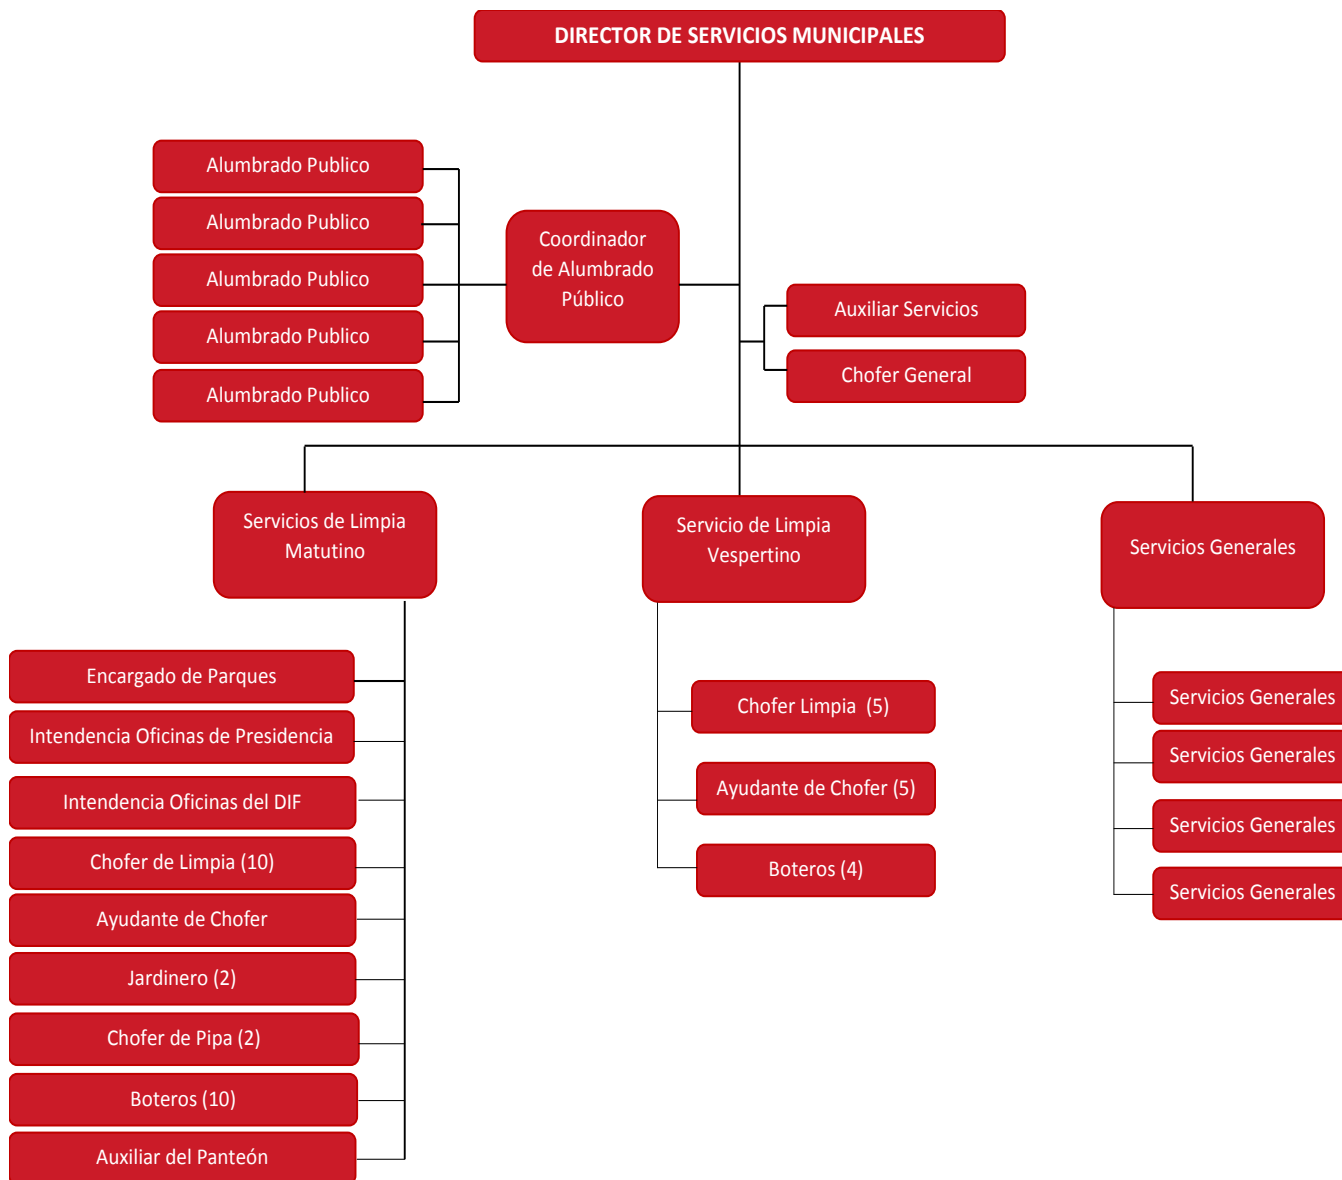 DIRECTOR DE SERVICIOS MUNICIPALES
Alumbrado Publico
Alumbrado Publico
Alumbrado Publico
Alumbrado Publico
Alumbrado Publico
Coordinador
de Alumbrado
Público
Auxiliar Servicios
Chofer General
Servicios de Limpia
Matutino
Encargado de Parques
Intendencia Oficinas de Presidencia
Intendencia Oficinas del DIF
Chofer de Limpia (10)
Ayudante de Chofer
Jardinero (2)
Chofer de Pipa (2)
Boteros (10)
Auxiliar del Panteón
Servicio de Limpia
Vespertino
Chofer Limpia (5)
Ayudante de Chofer (5)
Boteros (4)
Servicios Generales
Servicios Generales
Servicios Generales
Servicios Generales
Servicios Generales